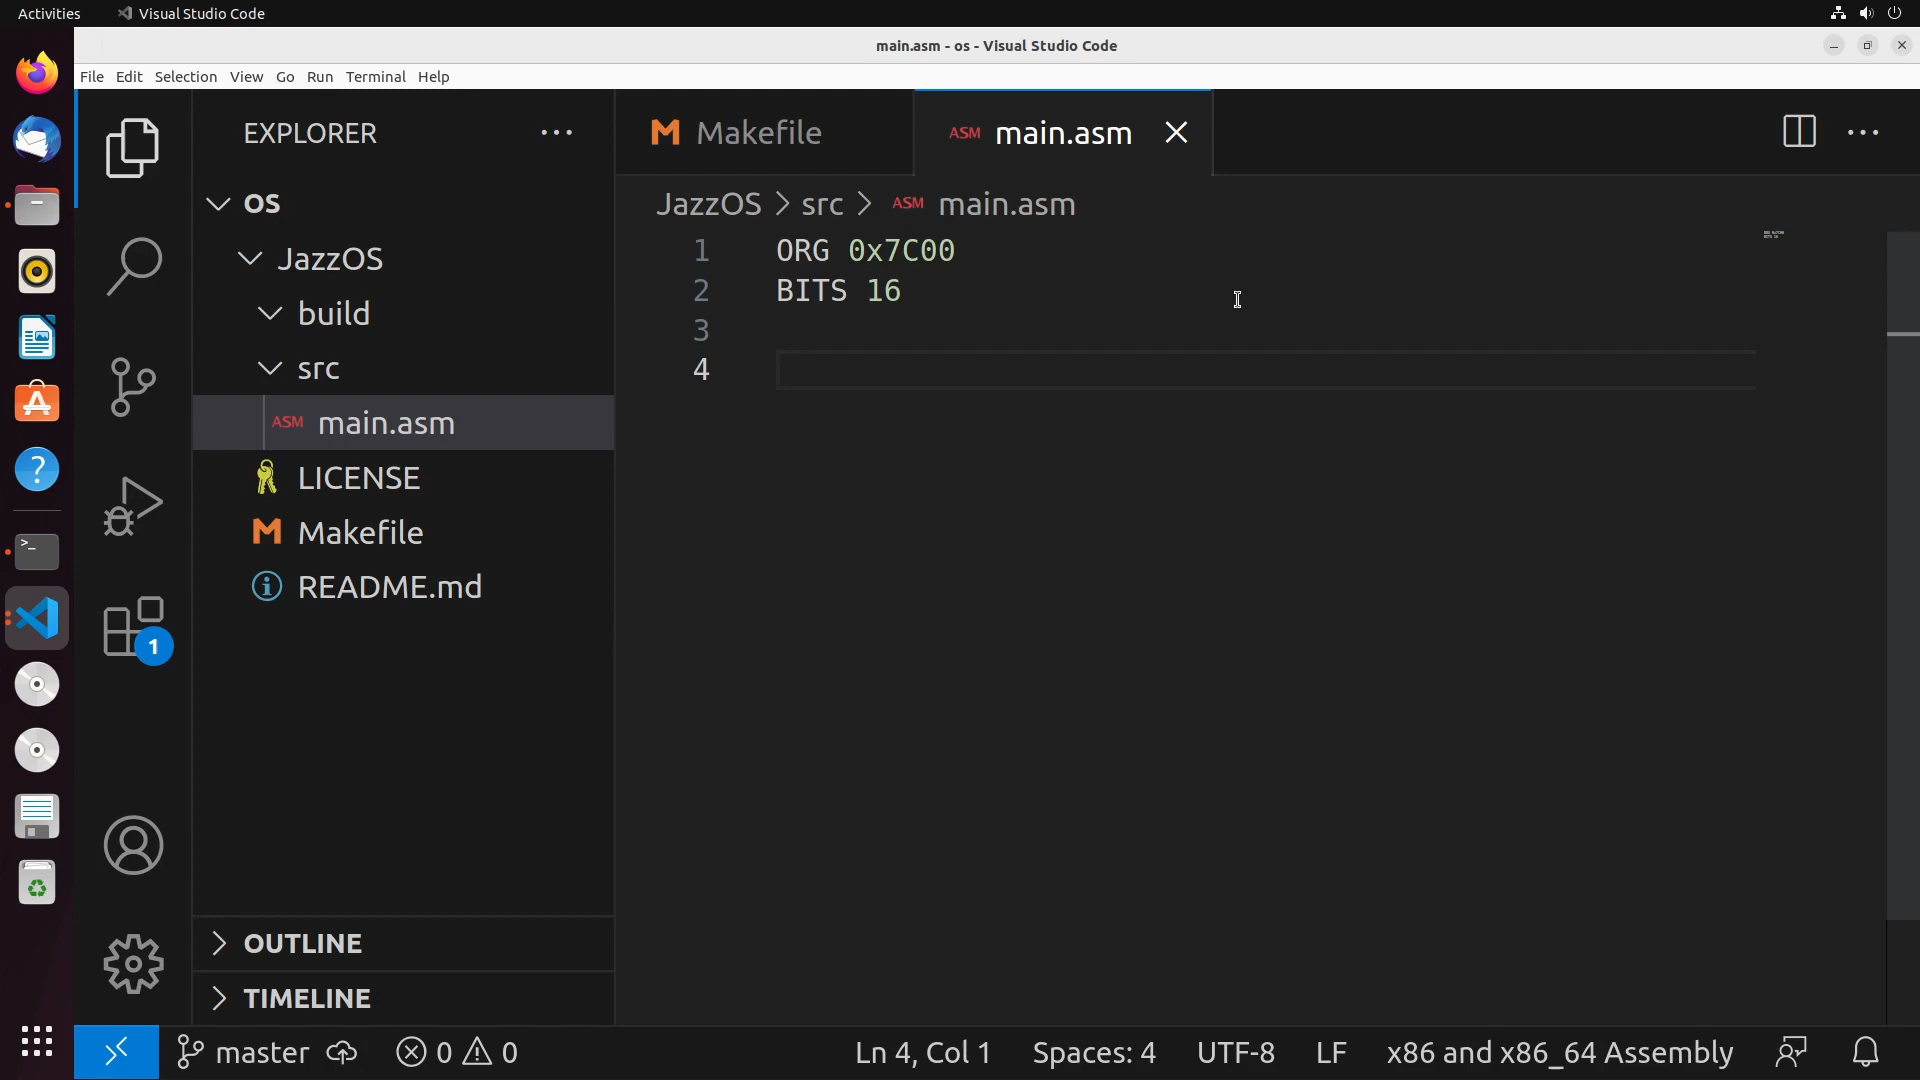 Activities
Visual Studio Code
main.asm - os - Visual Studio Code
File Edit Selection View Go Run Terminal Help
EXPLORER
Makefile
ASM main.asm
OS
JazzOS > src > ASM main.asm
JazzOS
1 ORG 0x7C00
build
2 BITS 16
3
src
4
ASM main.asm
LICENSE
M Makefile
README.md
1
OUTLINE
TIMELINE
master 0 0 Ln 4, Col 1 Spaces: 4 UTF-8 LF x86 and x86_64 Assembly